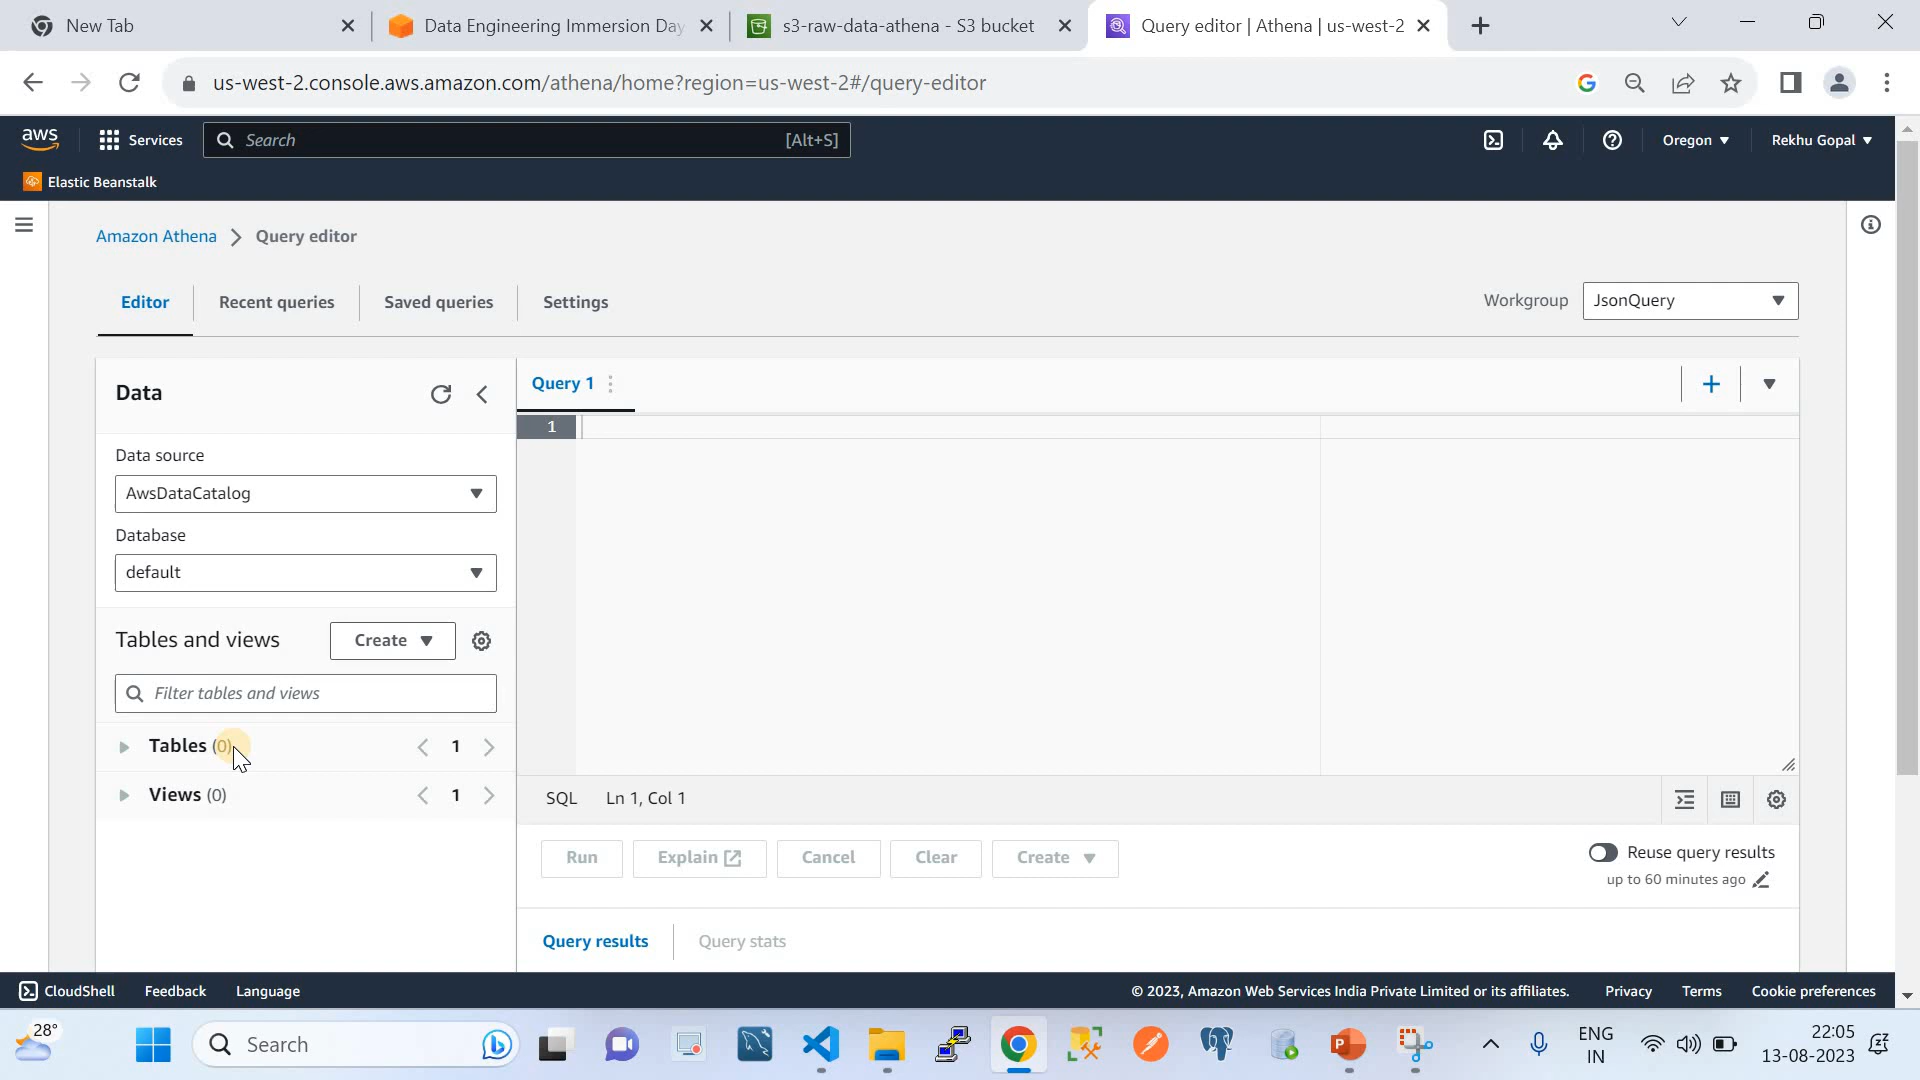 New Tab
Data Engineering Immersion Day
s3-raw-data-athena - S3 bucket
Query editor | Athena | us-west-2
us-west-2.console.aws.amazon.com/athena/home?region=us-west-2#/query-editor
aws
Services
Search
[Alt+S]
Oregon
Rekhu Gopal
Elastic Beanstalk
Amazon Athena
Query editor
Editor
Recent queries
Saved queries
Settings
Workgroup
JsonQuery
Data
Query 1
1
Data source
AwsDataCatalog
Database
default
Tables and views
Create
Filter tables and views
Tables (0)
1
Views (0)
1
SQL
Ln 1, Col 1
Run
Explain
Cancel
Clear
Create
Reuse query results
up to 60 minutes ago
Query results
Query stats
CloudShell
Feedback
Language
© 2023, Amazon Web Services India Private Limited or its affiliates.
Privacy
Terms
Cookie preferences
28°
Search
ENG
IN
22:05
13-08-2023